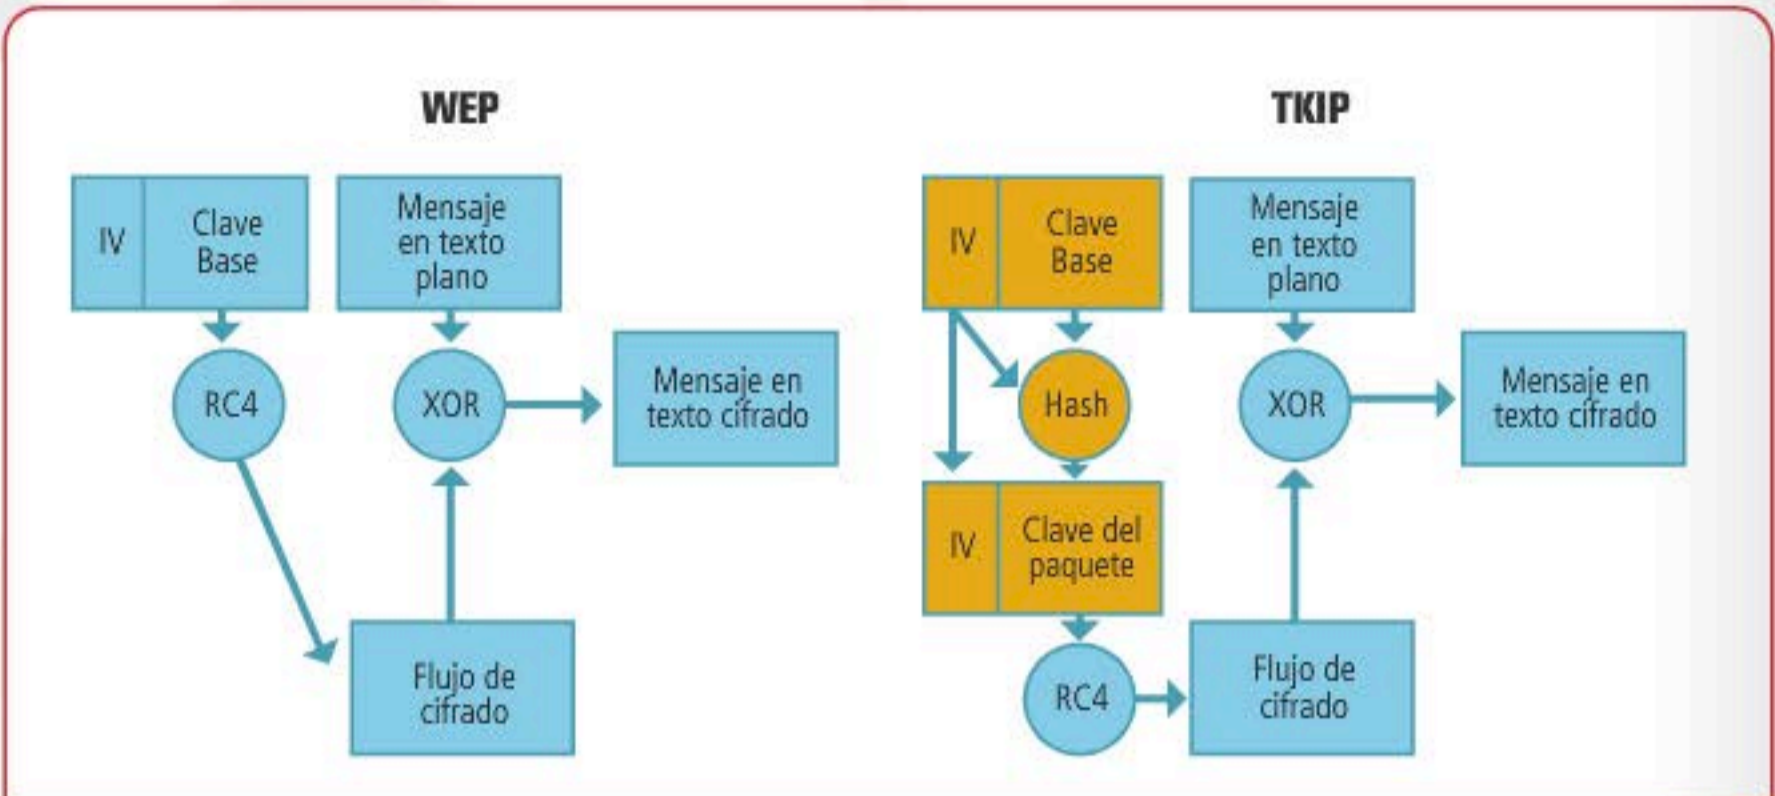 WEP
IV
Clave
Base
Mensaje
en texto
plano
RC4
XOR
Mensaje en
texto cifrado
Flujo de
cifrado
TKIP
IV
Clave
Base
Mensaje
en texto
plano
Hash
XOR
Mensaje en
texto cifrado
IV
Clave del
paquete
RC4
Flujo de
cifrado